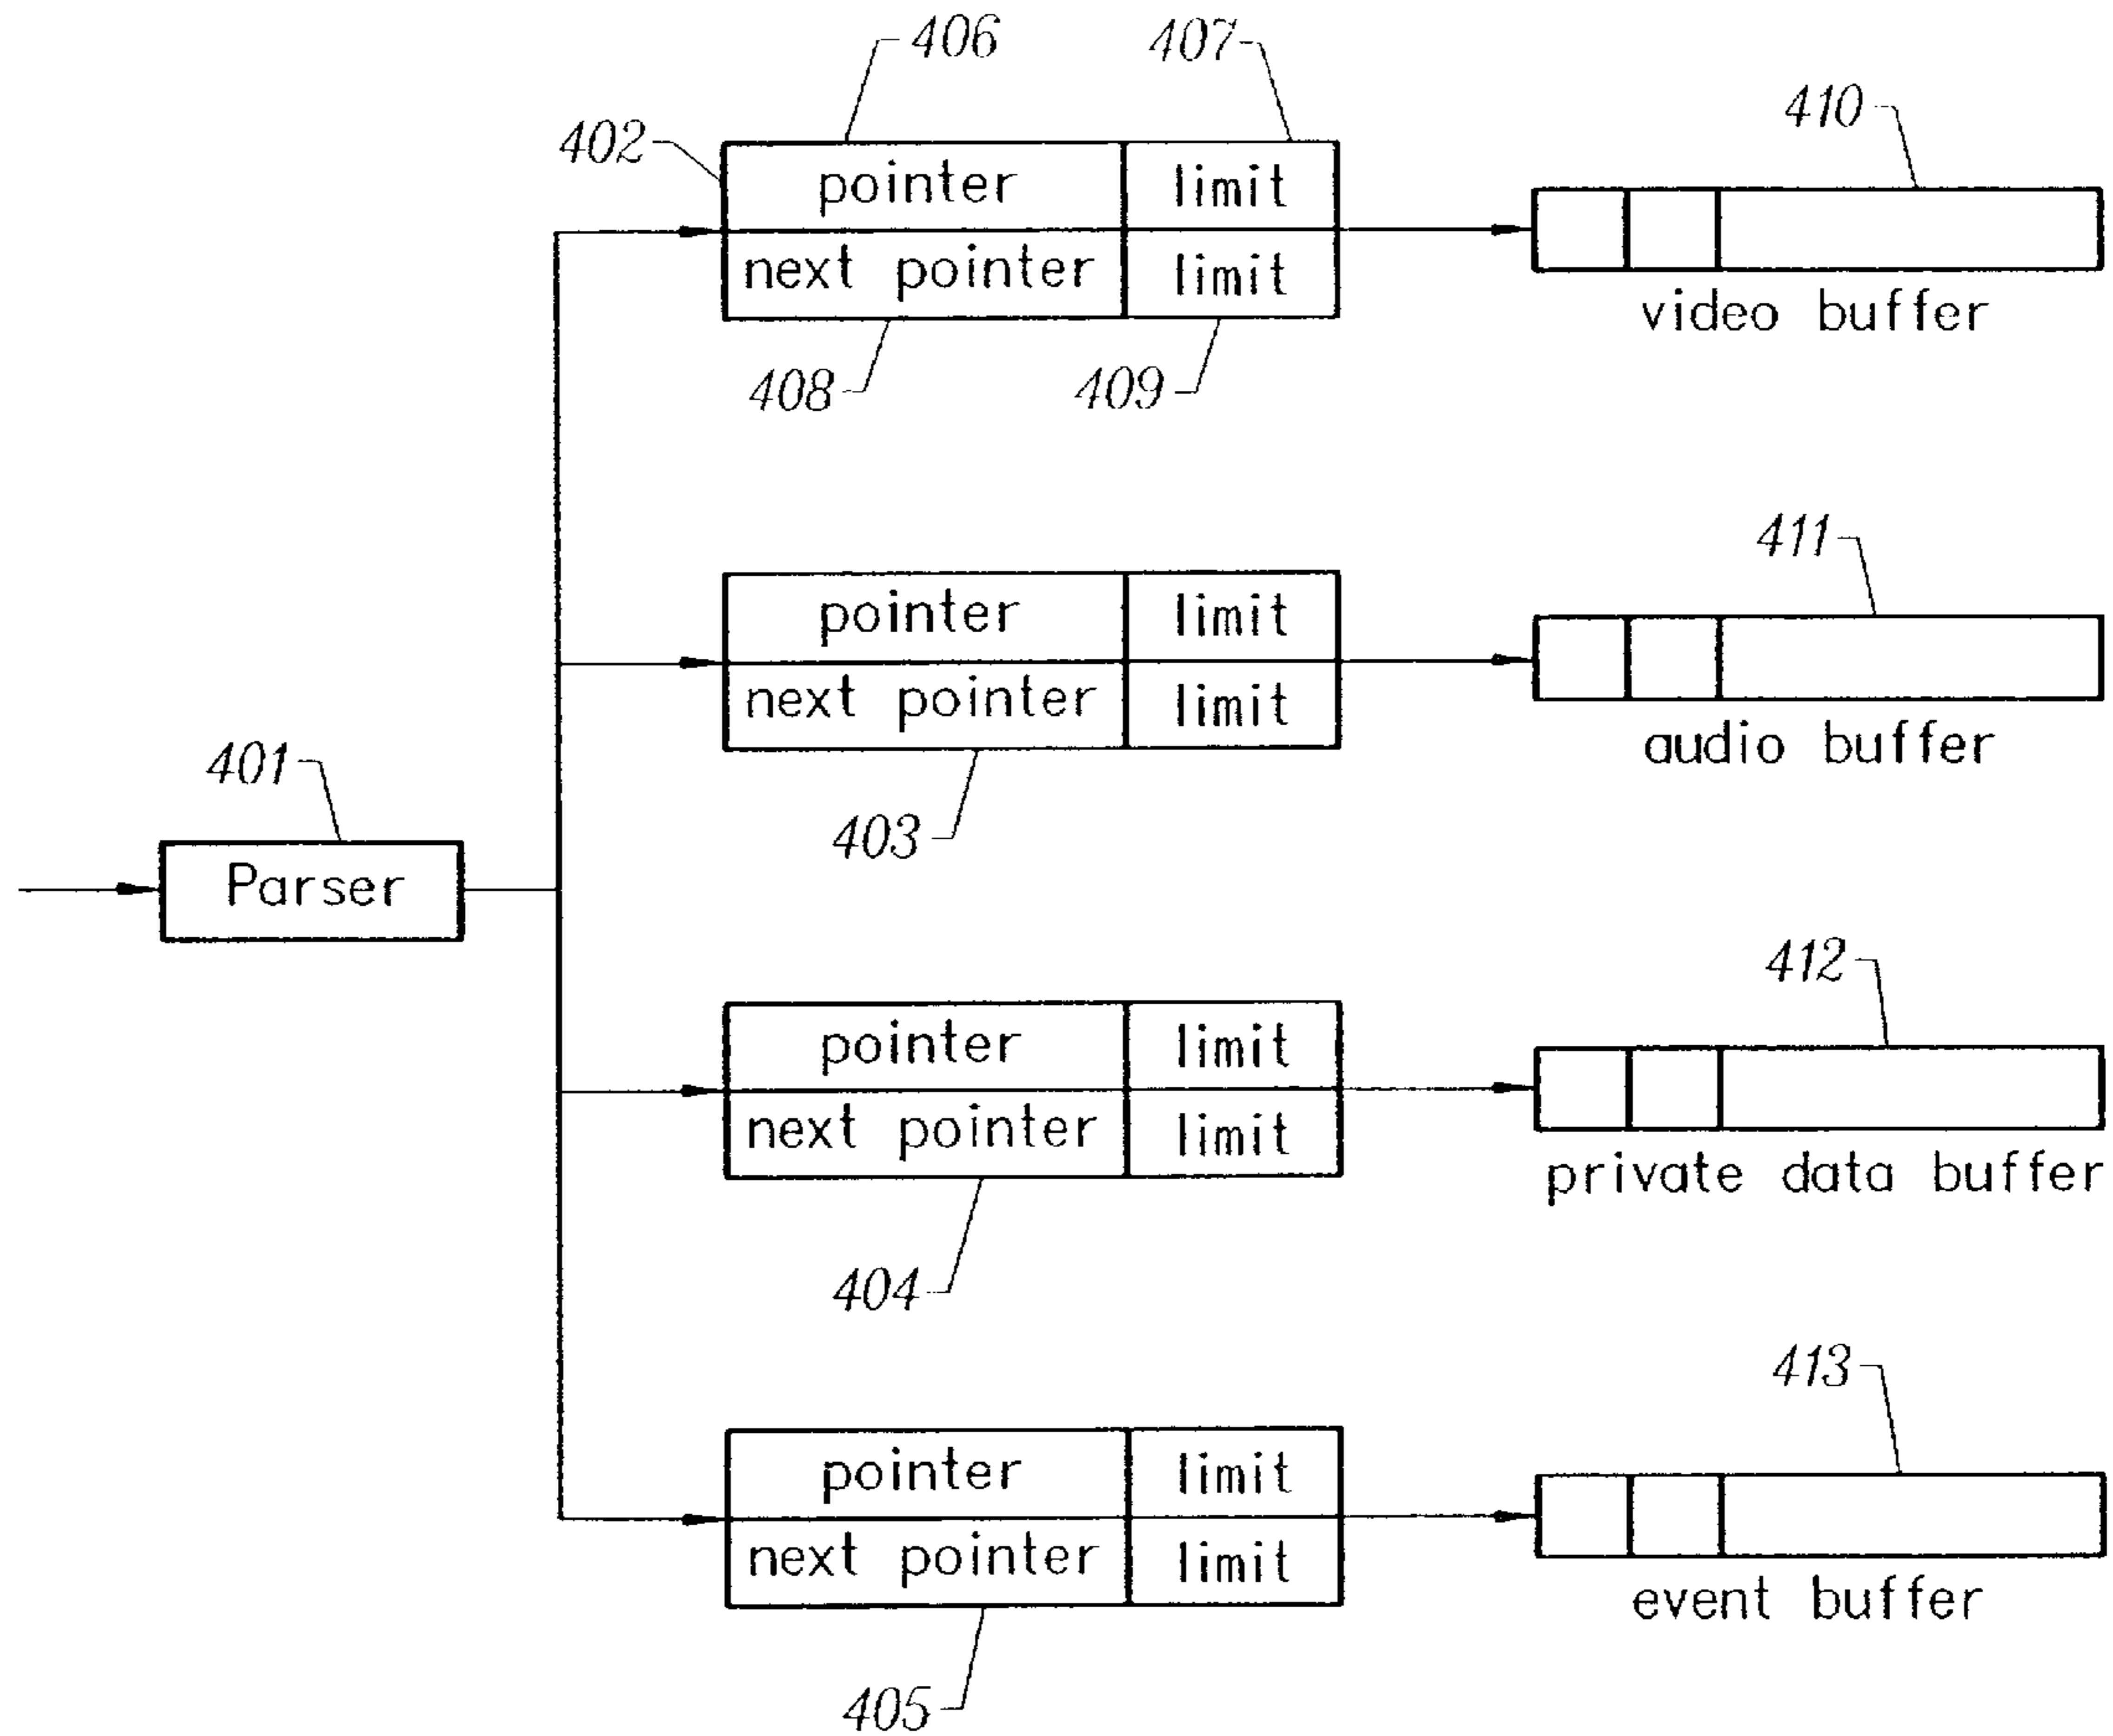 406
407
402
410
pointer
limit
next pointer
limit
video buffer
408
409
411
pointer
limit
next pointer
limit
audio buffer
401
403
Parser
412
pointer
limit
next pointer
limit
private data buffer
404
413
pointer
limit
next pointer
limit
event buffer
405